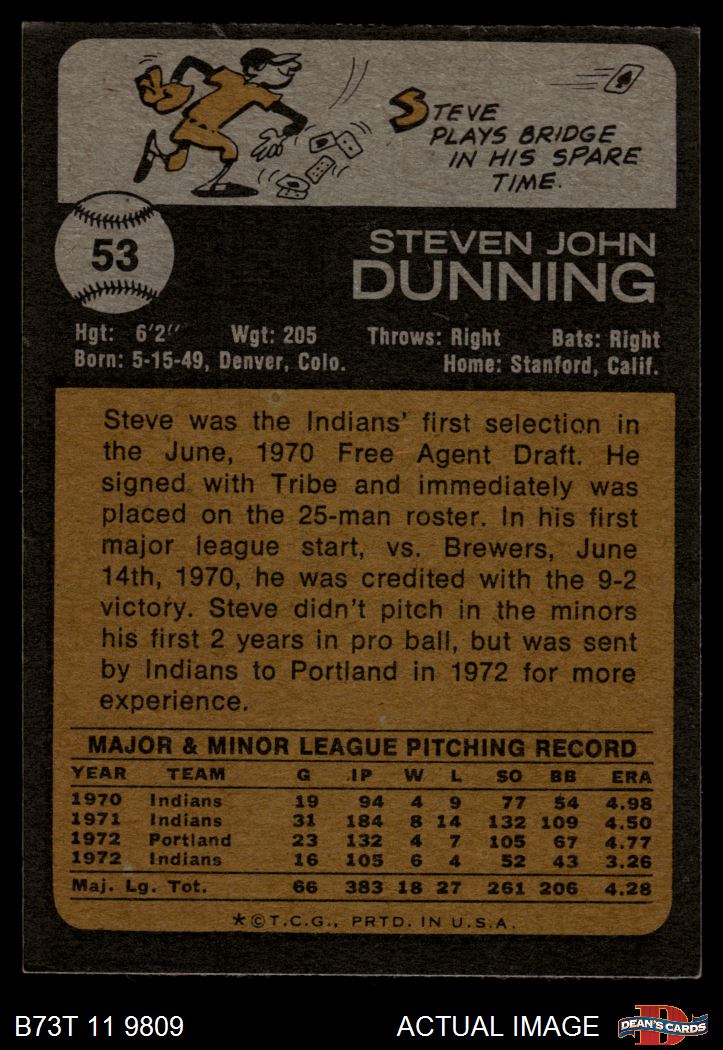 STEVE
PLAYS BRIDGE
IN HIS SPARE
TIME.
53
STEVEN JOHN
DUNNING
Hgt: 6'2" Wgt: 205 Throws: Right Bats: Right
Born: 5-15-49, Denver, Colo. Home: Stanford, Calif.
Steve was the Indians' first selection in
the June, 1970 Free Agent Draft. He
signed with Tribe and immediately was
placed on the 25-man roster. In his first
major league start, vs. Brewers, June
14th, 1970, he was credited with the 9-2
victory. Steve didn't pitch in the minors
his first 2 years in pro ball, but was sent
by Indians to Portland in 1972 for more
experience.
MAJOR & MINOR LEAGUE PITCHING RECORD
YEAR TEAM G IP W L SO BB ERA
1970 Indians 19 94 4 9 77 54 4.98
1971 Indians 31 184 8 14 132 109 4.50
1972 Portland 23 132 4 7 105 67 4.77
1972 Indians 16 105 6 4 52 43 3.26
Maj. Lg. Tot. 66 383 18 27 261 206 4.28
*©T.C.G., PRTD. IN U.S.A.
B73T 11 9809 ACTUAL IMAGE DEAN'S CARDS